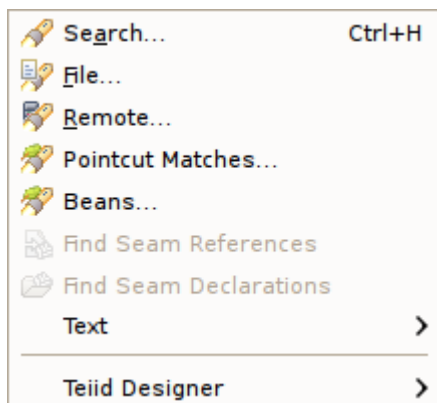 Search... Ctrl+H
File...
Remote...
Pointcut Matches...
Beans...
Find Seam References
Find Seam Declarations
Text
Teiid Designer